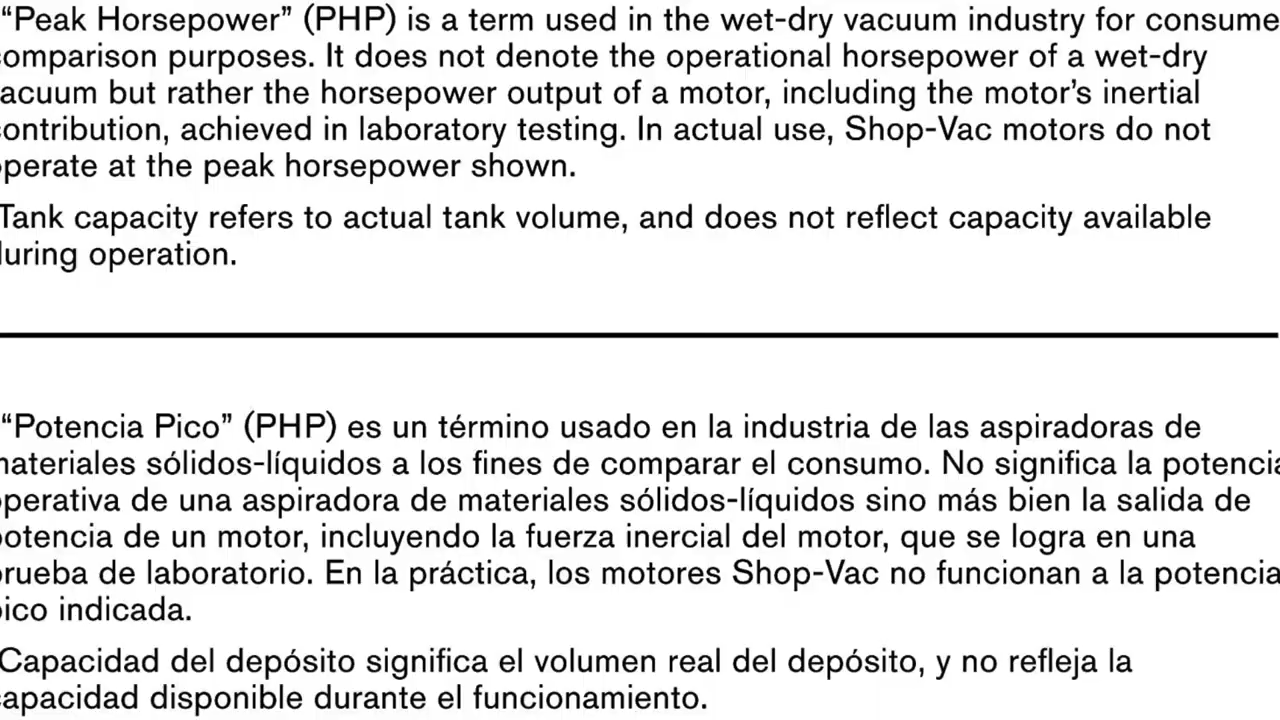 “Peak Horsepower” (PHP) is a term used in the wet-dry vacuum industry for consume
omparison purposes. It does not denote the operational horsepower of a wet-dry
acuum but rather the horsepower output of a motor, including the motor’s inertial
ontribution, achieved in laboratory testing. In actual use, Shop-Vac motors do not
perate at the peak horsepower shown.
Tank capacity refers to actual tank volume, and does not reflect capacity available
uring operation.
“Potencia Pico” (PHP) es un término usado en la industria de las aspiradoras de
materiales sólidos-líquidos a los fines de comparar el consumo. No significa la potencia
operativa de una aspiradora de materiales sólidos-líquidos sino más bien la salida de
potencia de un motor, incluyendo la fuerza inercial del motor, que se logra en una
prueba de laboratorio. En la práctica, los motores Shop-Vac no funcionan a la potencia
pico indicada.
Capacidad del depósito significa el volumen real del depósito, y no refleja la
capacidad disponible durante el funcionamiento.